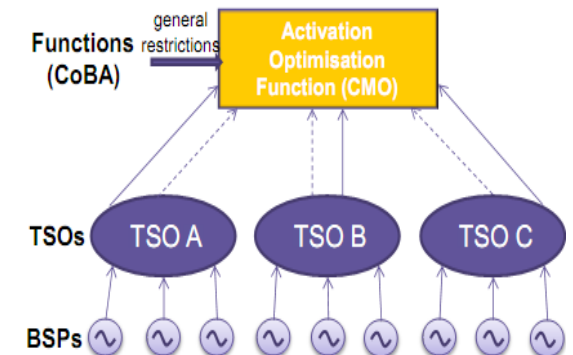 general
Functions restrictions
(CoBA)
Activation
Optimisation
Function (CMO)
TSOs
TSO A
TSO B
TSO C
BSPs